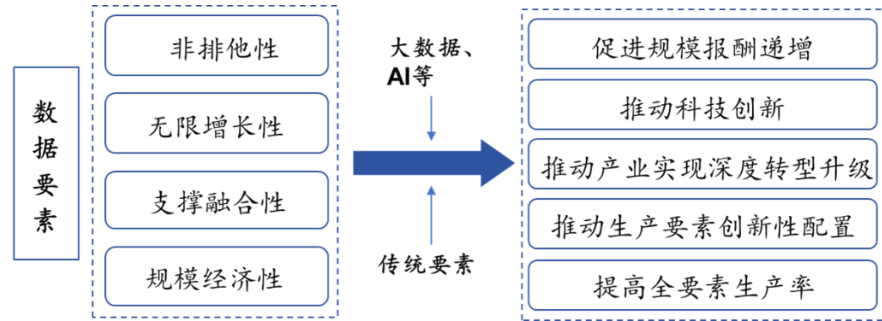 数据要素
非排他性
无限增长性
支撑融合性
规模经济性
大数据、
AI等
传统要素
促进规模报酬递增
推动科技创新
推动产业实现深度转型升级
推动生产要素创新性配置
提高全要素生产率